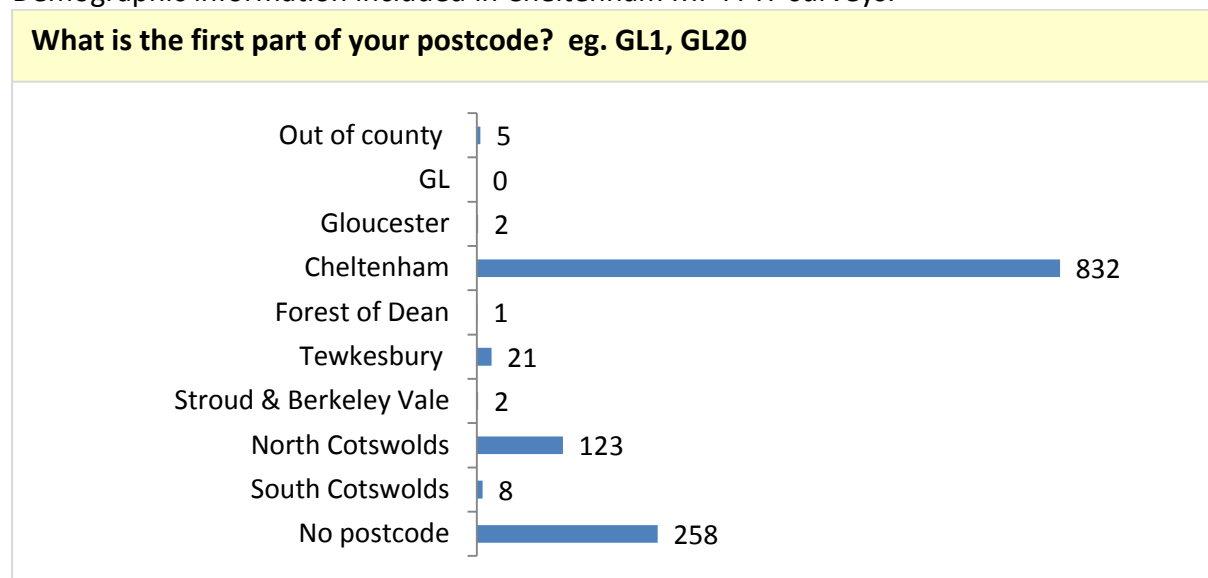 What is the first part of your postcode? eg. GL1, GL20
Out of county 5
GL 0
Gloucester 2
Cheltenham 832
Forest of Dean 1
Tewkesbury 21
Stroud & Berkeley Vale 2
North Cotswolds 123
South Cotswolds 8
No postcode 258